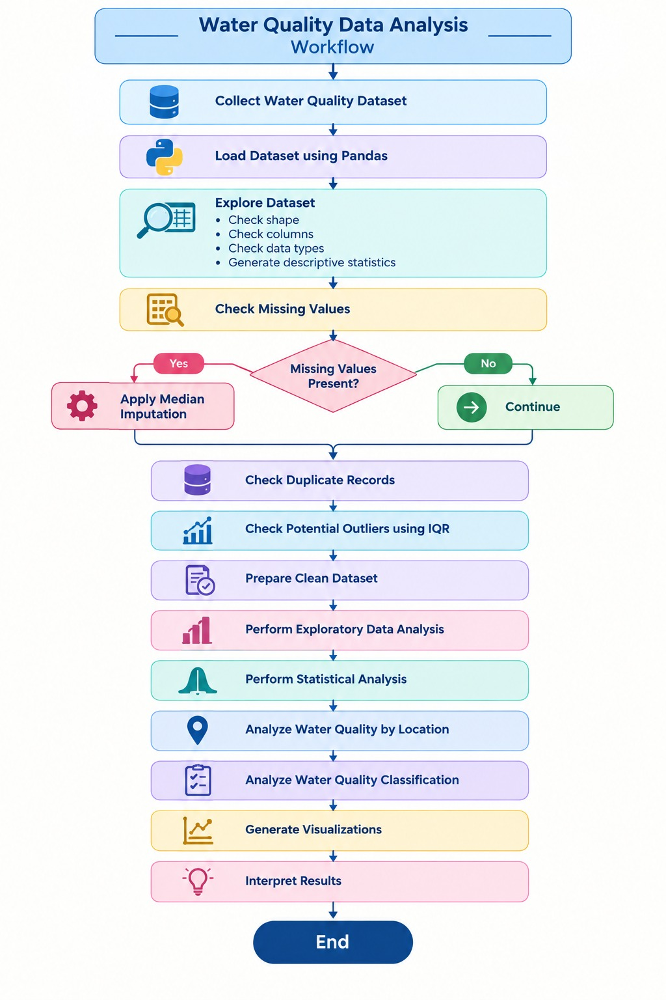 Water Quality Data Analysis
Workflow
Collect Water Quality Dataset
Load Dataset using Pandas
Explore Dataset
• Check shape
• Check columns
• Check data types
• Generate descriptive statistics
Check Missing Values
Missing Values
Present?
Yes
No
Apply Median
Imputation
Continue
Check Duplicate Records
Check Potential Outliers using IQR
Prepare Clean Dataset
Perform Exploratory Data Analysis
Perform Statistical Analysis
Analyze Water Quality by Location
Analyze Water Quality Classification
Generate Visualizations
Interpret Results
End